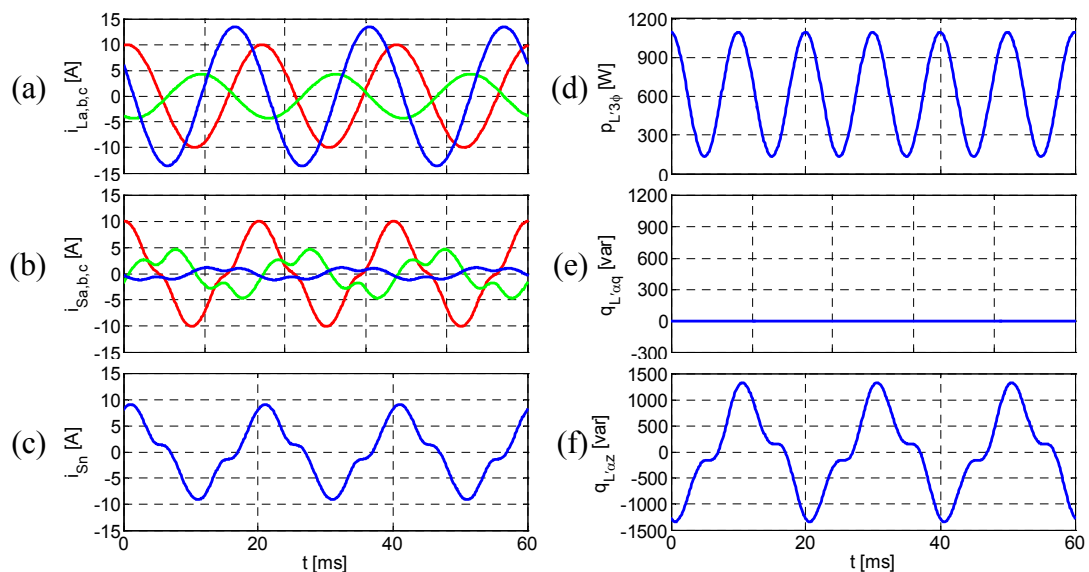 (a)
i_La,b,c [A]
15
10
5
0
-5
-10
-15
(b)
i_Sa,b,c [A]
15
10
5
0
-5
-10
-15
(c)
i_Sn [A]
15
10
5
0
-5
-10
-15
0 20 40 60
t [ms]
(d)
p_L'3ϕ [W]
1200
900
600
300
0
(e)
q_L'αq [var]
1200
900
600
300
0
-300
(f)
q_L'αz [var]
1500
1000
500
0
-500
-1000
-1500
0 20 40 60
t [ms]